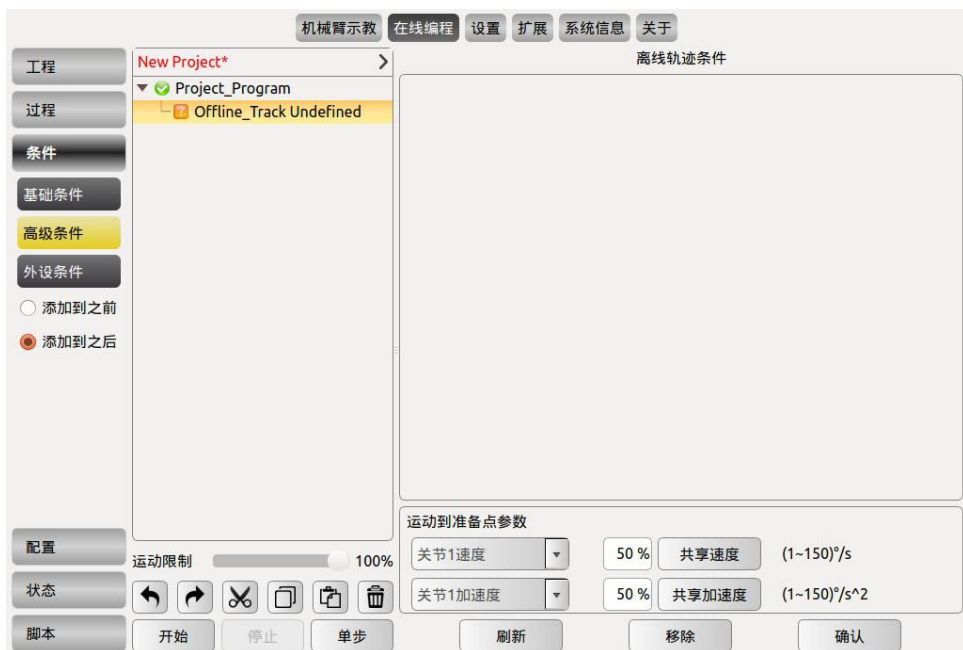 机械臂示教 在线编程 设置 扩展 系统信息 关于
工程
过程
条件
基础条件
高级条件
外设条件
添加到之前
添加到之后
配置
状态
脚本
New Project*
Project_Program
Offline_Track Undefined
运动限制 100%
开始 停止 单步
离线轨迹条件
运动到准备点参数
关节1速度 50 % 共享速度 (1~150)°/s
关节1加速度 50 % 共享加速度 (1~150)°/s^2
刷新 移除 确认